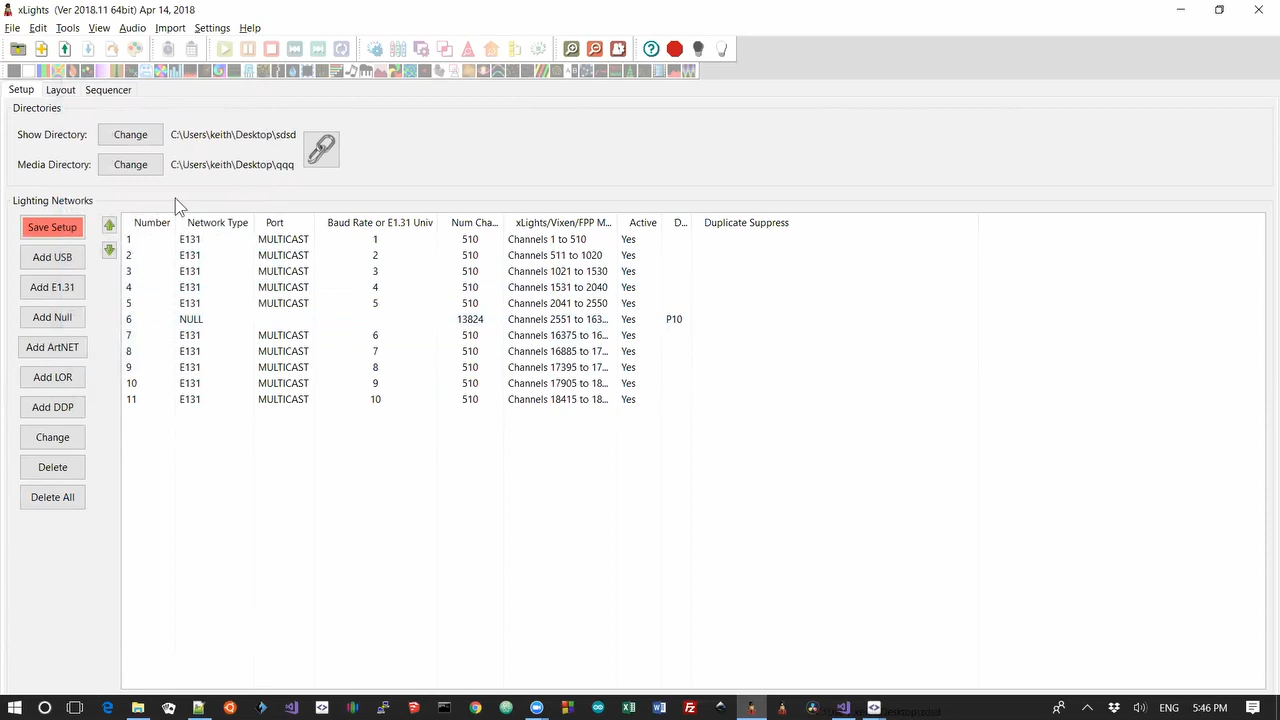 xLights (Ver 2018.11 64bit) Apr 14, 2018
File Edit Tools View Audio Import Settings Help
Setup Layout Sequencer
Directories
Show Directory: Change C:\Users\keith\Desktop\sdsd
Media Directory: Change C:\Users\keith\Desktop\qqq
Lighting Networks
Save Setup
Add USB
Add E1.31
Add Null
Add ArtNET
Add LOR
Add DDP
Change
Delete
Delete All
Number Network Type Port Baud Rate or E1.31 Univ Num Cha... xLights/Vixen/FPP M... Active D... Duplicate Suppress
1 E131 MULTICAST 1 510 Channels 1 to 510 Yes
2 E131 MULTICAST 2 510 Channels 511 to 1020 Yes
3 E131 MULTICAST 3 510 Channels 1021 to 1530 Yes
4 E131 MULTICAST 4 510 Channels 1531 to 2040 Yes
5 E131 MULTICAST 5 510 Channels 2041 to 2550 Yes
6 NULL 13824 Channels 2551 to 163... Yes P10
7 E131 MULTICAST 6 510 Channels 16375 to 16... Yes
8 E131 MULTICAST 7 510 Channels 16885 to 17... Yes
9 E131 MULTICAST 8 510 Channels 17395 to 17... Yes
10 E131 MULTICAST 9 510 Channels 17905 to 18... Yes
11 E131 MULTICAST 10 510 Channels 18415 to 18... Yes
ENG 5:46 PM